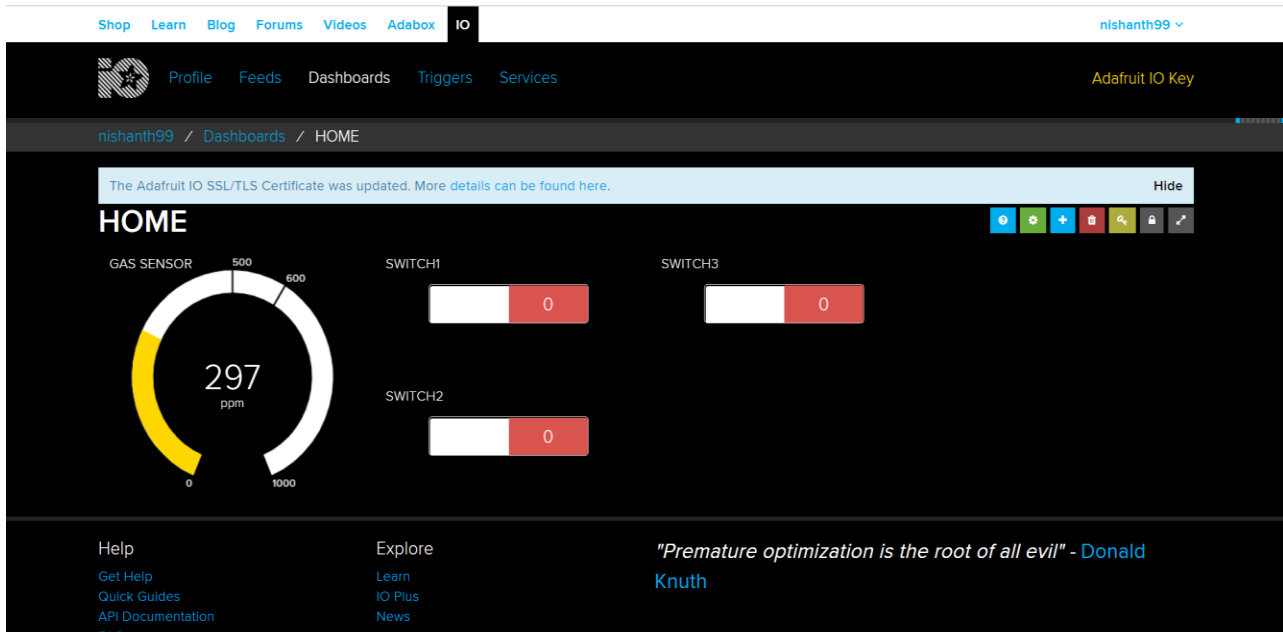 Shop Learn Blog Forums Videos Adabox IO nishanth99
Profile Feeds Dashboards Triggers Services Adafruit IO Key
nishanth99 / Dashboards / HOME
The Adafruit IO SSL/TLS Certificate was updated. More details can be found here. Hide
HOME
GAS SENSOR
500
600
297
ppm
0
1000
SWITCH1
0
SWITCH2
0
SWITCH3
0
Help
Get Help
Quick Guides
API Documentation
Explore
Learn
IO Plus
News
"Premature optimization is the root of all evil" - Donald
Knuth